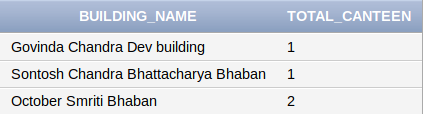 BUILDING_NAME TOTAL_CANTEEN
Govinda Chandra Dev building 1
Sontosh Chandra Bhattacharya Bhaban 1
October Smriti Bhaban 2